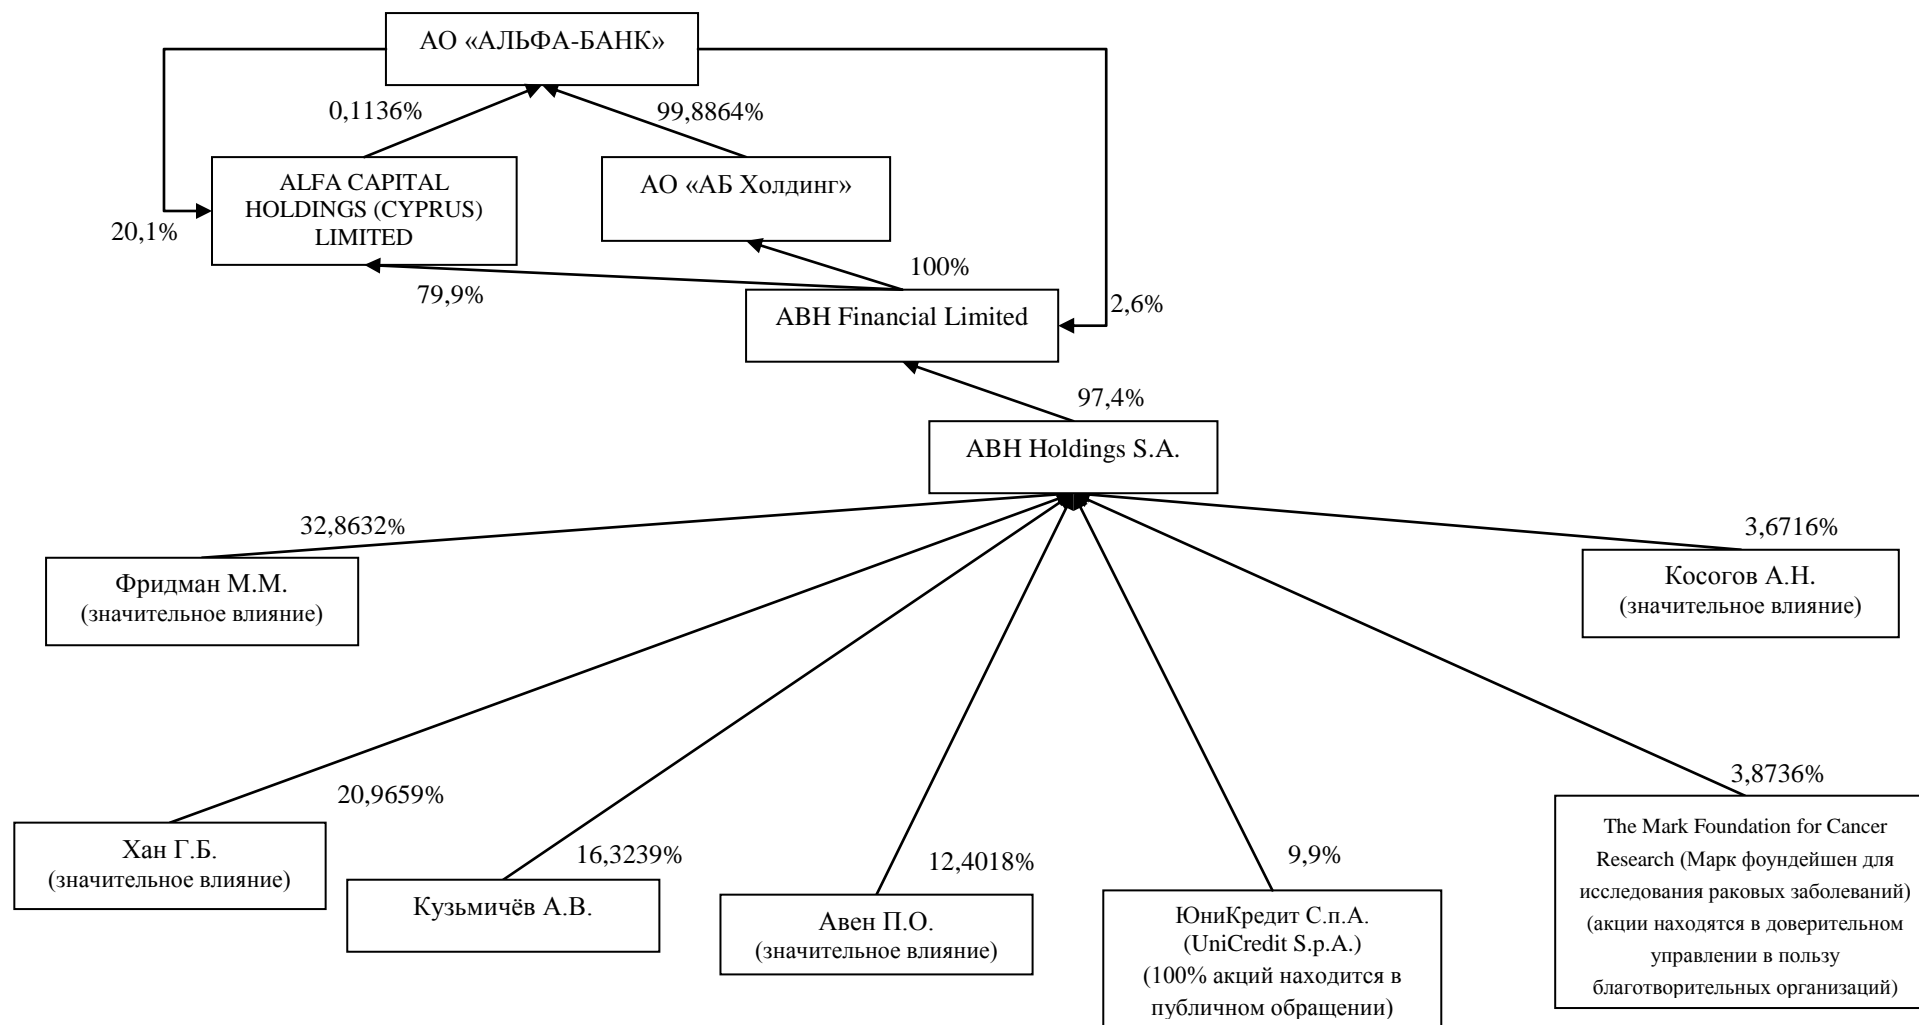 АО «АЛЬФА-БАНК»
0,1136%
99,8864%
ALFA CAPITAL
HOLDINGS (CYPRUS)
LIMITED
АО «АБ Холдинг»
20,1%
100%
79,9%
ABH Financial Limited
2,6%
97,4%
ABH Holdings S.A.
32,8632%
3,6716%
Фридман М.М.
(значительное влияние)
Косогов А.Н.
(значительное влияние)
20,9659%
3,8736%
Хан Г.Б.
(значительное влияние)
16,3239%
Кузьмичёв А.В.
12,4018%
Авен П.О.
(значительное влияние)
9,9%
ЮниКредит С.п.А.
(UniCredit S.p.A.)
(100% акций находится в
публичном обращении)
The Mark Foundation for Cancer
Research (Марк фоундейшен для
исследования раковых заболеваний)
(акции находятся в доверительном
управлении в пользу
благотворительных организаций)